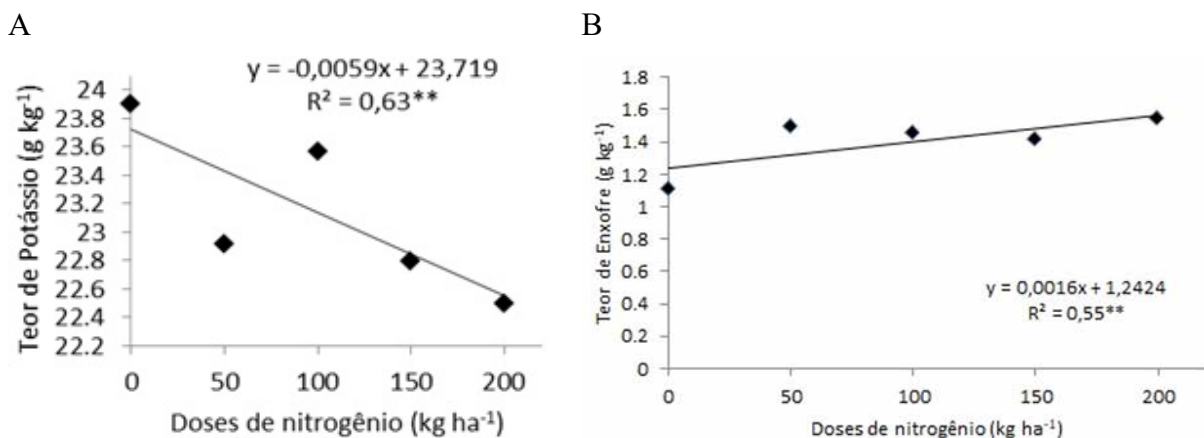 A
y = -0,0059x + 23,719
R² = 0,63**
Teor de Potássio (g kg⁻¹)
24
23.8
23.6
23.4
23.2
23
22.8
22.6
22.4
22.2
0 50 100 150 200
Doses de nitrogênio (kg ha⁻¹)
B
Teor de Enxofre (g kg⁻¹)
1.8
1.6
1.4
1.2
1
0.8
0.6
0.4
0.2
0
y = 0,0016x + 1,2424
R² = 0,55**
0 50 100 150 200
Doses de nitrogênio (kg ha⁻¹)